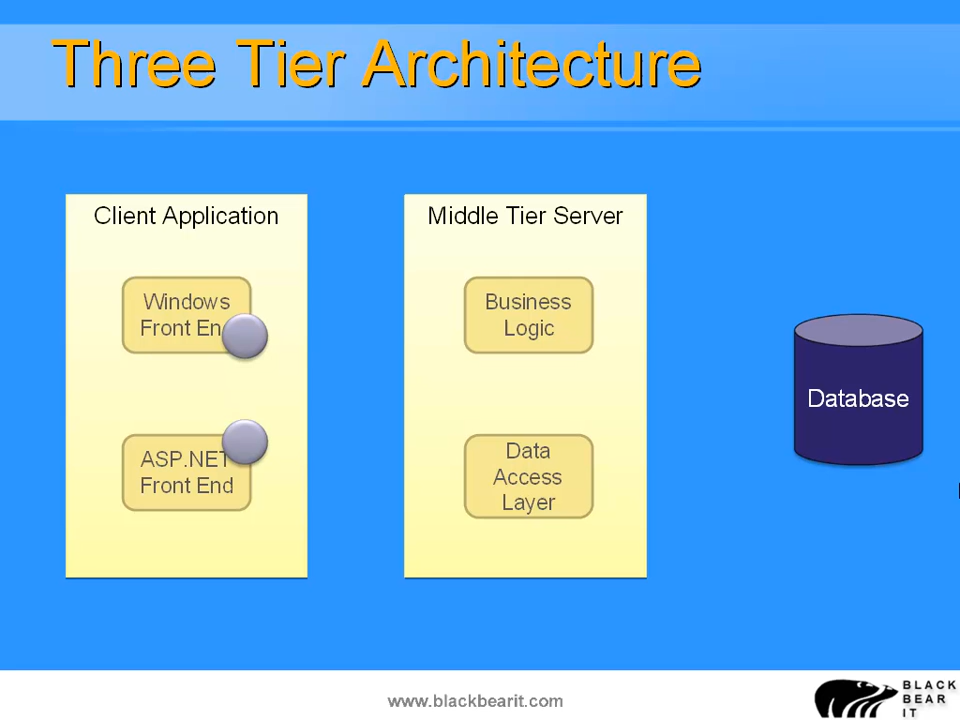 Three Tier Architecture
Client Application
Windows
Front En
ASP.NET
Front End
Middle Tier Server
Business
Logic
Data
Access
Layer
Database
www.blackbearit.com
BLACK
BEAR
IT